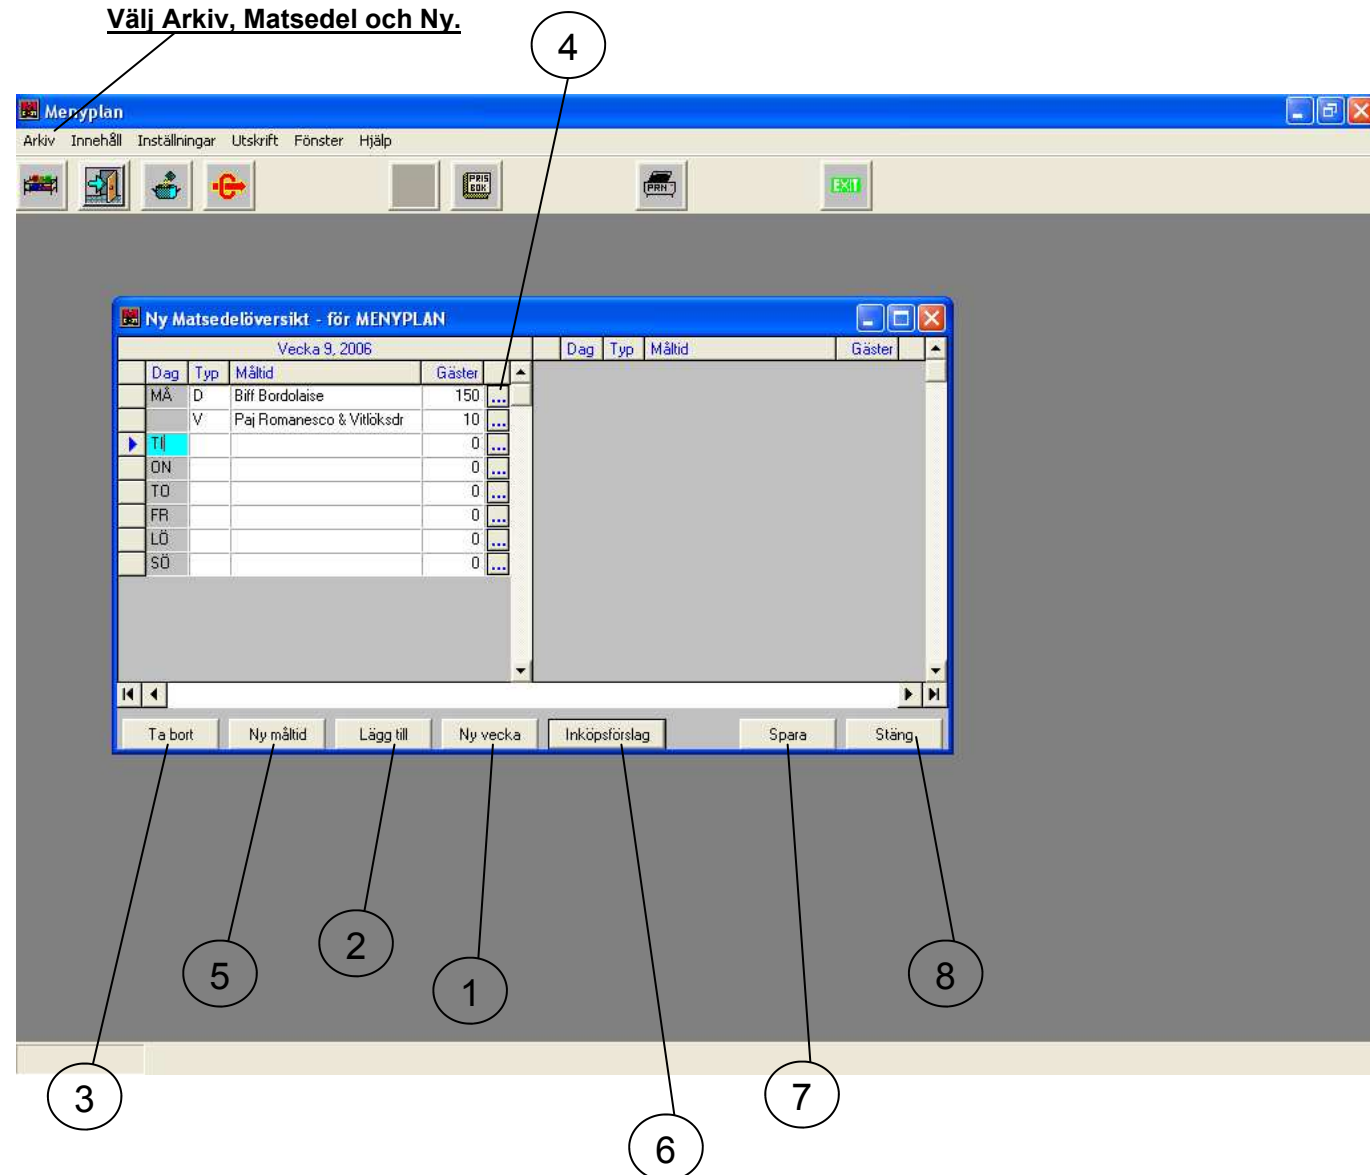 Välj Arkiv, Matsedel och Ny.
4
Menyplan
Arkiv Innehåll Inställningar Utskrift Fönster Hjälp
PRIS BOK PRN EXIT
Ny Matsedelöversikt - för MENYPLAN
Vecka 9, 2006 Dag Typ Måltid Gäster
Dag Typ Måltid Gäster
MÅ D Biff Bordolaise 150 ...
V Paj Romanesco & Vitlöksdr 10 ...
TI 0 ...
ON 0 ...
TO 0 ...
FR 0 ...
LÖ 0 ...
SÖ 0 ...
Ta bort Ny måltid Lägg till Ny vecka Inköpsförslag Spara Stäng
2
5 1 8
3 7
6